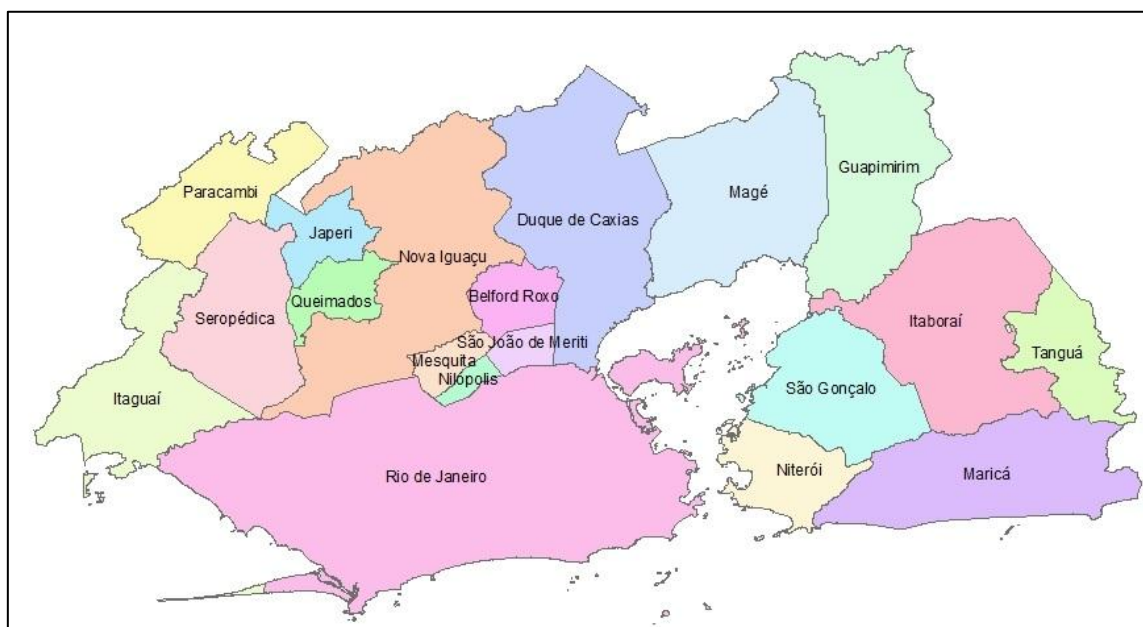 Guapimirim
Paracambi
Magé
Duque de Caxias
Japeri
Nova Iguaçu
Queimados
Belford Roxo
Seropédica
Itaboraí
São João de Meriti
Mesquita
Tanguá
Nilópolis
São Gonçalo
Itaguaí
Niterói
Maricá
Rio de Janeiro